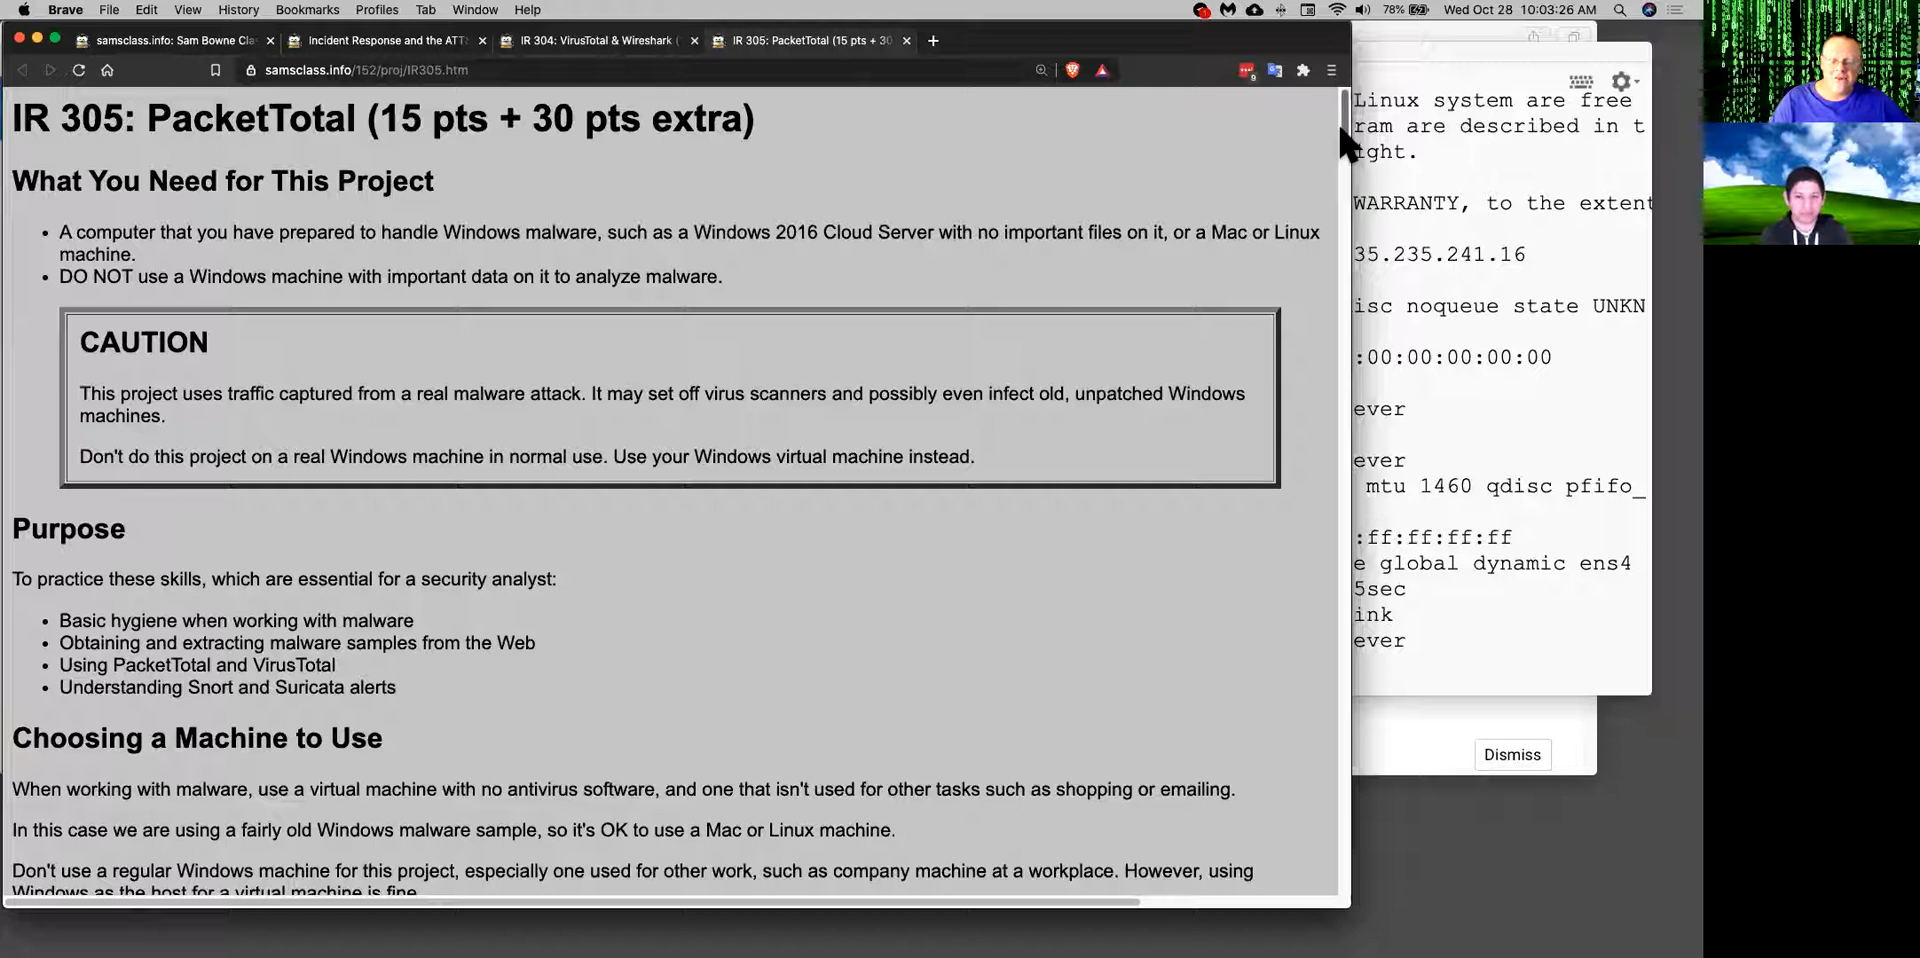 Brave File Edit View History Bookmarks Profiles Tab Window Help
78% Wed Oct 28 10:03:26 AM
samsclass.info: Sam Bowne Cla
Incident Response and the ATT
IR 304: VirusTotal & Wireshark (
IR 305: PacketTotal (15 pts + 30
samsclass.info/152/proj/IR305.htm
IR 305: PacketTotal (15 pts + 30 pts extra)
What You Need for This Project
• A computer that you have prepared to handle Windows malware, such as a Windows 2016 Cloud Server with no important files on it, or a Mac or Linux
machine.
• DO NOT use a Windows machine with important data on it to analyze malware.
CAUTION
This project uses traffic captured from a real malware attack. It may set off virus scanners and possibly even infect old, unpatched Windows
machines.
Don't do this project on a real Windows machine in normal use. Use your Windows virtual machine instead.
Purpose
To practice these skills, which are essential for a security analyst:
• Basic hygiene when working with malware
• Obtaining and extracting malware samples from the Web
• Using PacketTotal and VirusTotal
• Understanding Snort and Suricata alerts
Choosing a Machine to Use
When working with malware, use a virtual machine with no antivirus software, and one that isn't used for other tasks such as shopping or emailing.
In this case we are using a fairly old Windows malware sample, so it's OK to use a Mac or Linux machine.
Don't use a regular Windows machine for this project, especially one used for other work, such as company machine at a workplace. However, using
Windows as the host for a virtual machine is fine.
Linux system are free
ram are described in t
ight.
WARRANTY, to the extent
35.235.241.16
isc noqueue state UNKN
:00:00:00:00:00
ever
ever
mtu 1460 qdisc pfifo_
:ff:ff:ff:ff
e global dynamic ens4
5sec
ink
ever
Dismiss